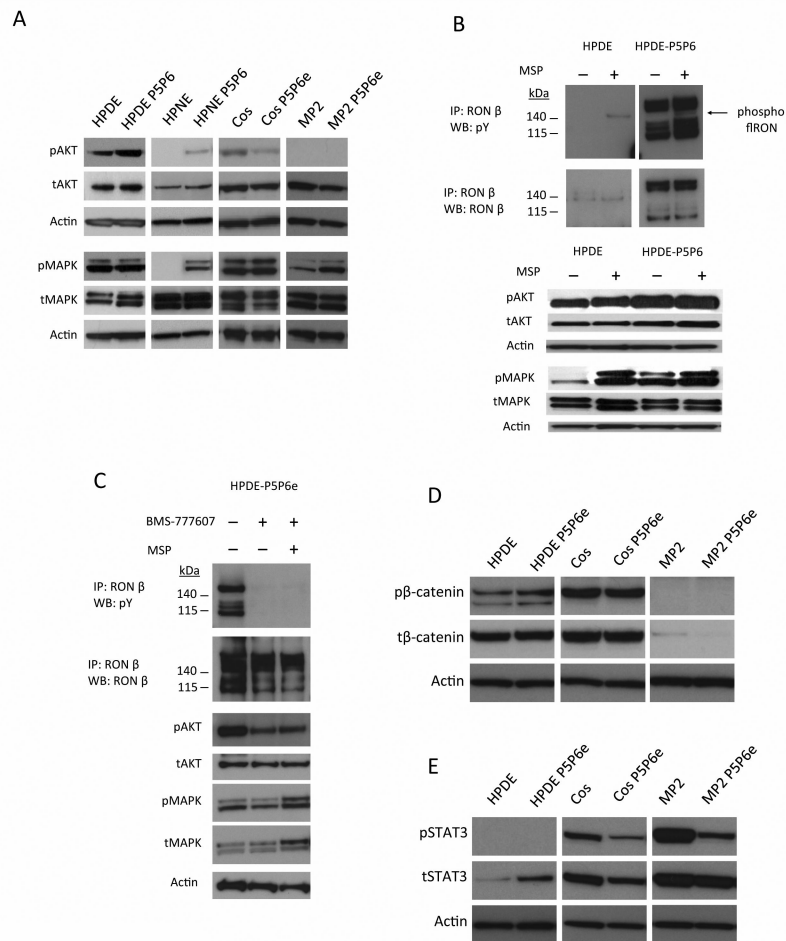 A
HPDE
HPDE P5P6
HPNE
HPNE P5P6
Cos
Cos P5P6e
MP2
MP2 P5P6e
pAKT
tAKT
Actin
pMAPK
tMAPK
Actin
B
HPDE HPDE-P5P6
MSP − + − +
kDa
IP: RON β
WB: pY
140 –
115 –
phospho
flRON
IP: RON β
WB: RON β
140 –
115 –
HPDE HPDE-P5P6
MSP − + − +
pAKT
tAKT
Actin
pMAPK
tMAPK
Actin
C
HPDE-P5P6e
BMS-777607 − + +
MSP − − +
kDa
IP: RON β
WB: pY
140 –
115 –
IP: RON β
WB: RON β
140 –
115 –
pAKT
tAKT
pMAPK
tMAPK
Actin
D
HPDE
HPDE P5P6e
Cos
Cos P5P6e
MP2
MP2 P5P6e
pβ-catenin
tβ-catenin
Actin
E
HPDE
HPDE P5P6e
Cos
Cos P5P6e
MP2
MP2 P5P6e
pSTAT3
tSTAT3
Actin